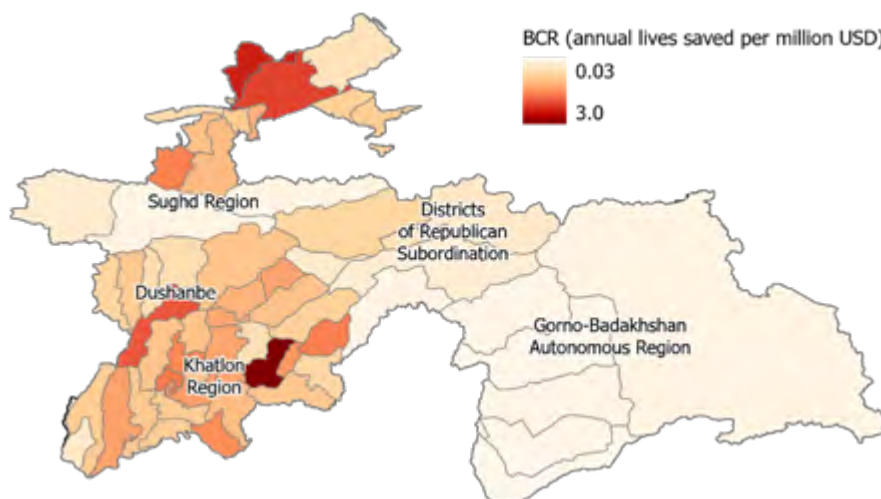 BCR (annual lives saved per million USD)
0.03
3.0
Sughd Region
Districts
of Republican
Subordination
Dushanbe
Gorno-Badakhshan
Autonomous Region
Khatlon
Region